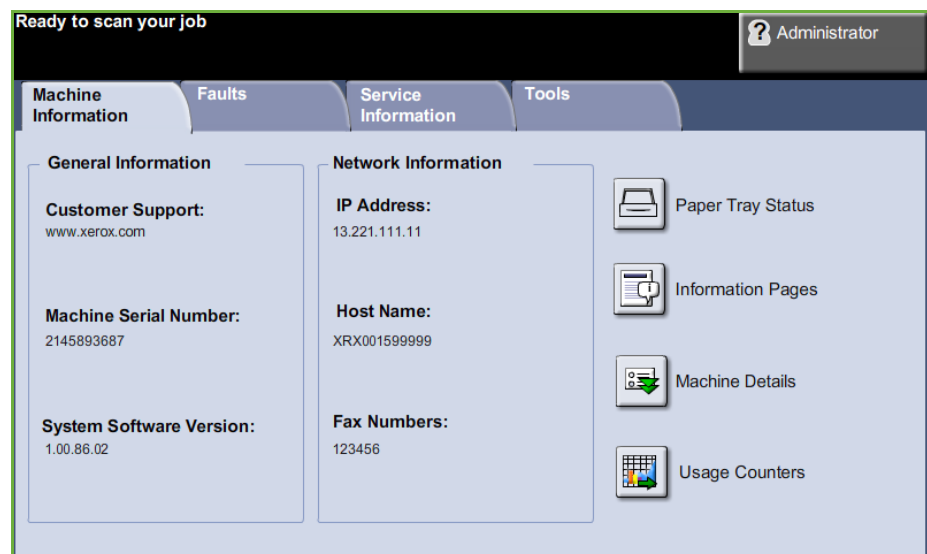 Ready to scan your job
Administrator
Machine
Information
Faults
Service
Information
Tools
General Information
Customer Support:
www.xerox.com
Machine Serial Number:
2145893687
System Software Version:
1.00.86.02
Network Information
IP Address:
13.221.111.11
Host Name:
XRX001599999
Fax Numbers:
123456
Paper Tray Status
Information Pages
Machine Details
Usage Counters